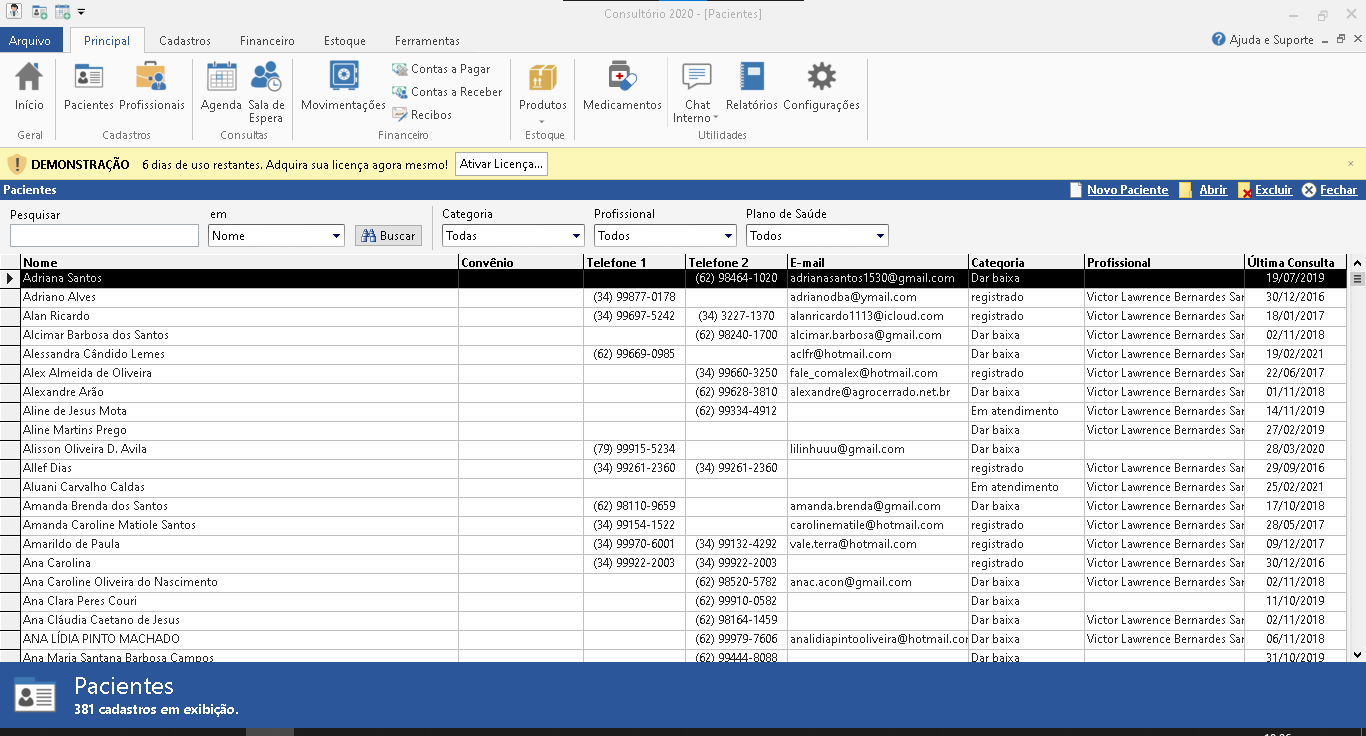 Consultório 2020 - [Pacientes]
Arquivo Principal Cadastros Financeiro Estoque Ferramentas Ajuda e Suporte
Início Pacientes Profissionais Agenda Sala de Espera Movimentações Contas a Pagar Contas a Receber Recibos Produtos Medicamentos Chat Interno Relatórios Configurações
Geral Cadastros Consultas Financeiro Estoque Utilidades
DEMONSTRAÇÃO 6 dias de uso restantes. Adquira sua licença agora mesmo! Ativar Licença...
Pacientes Novo Paciente Abrir Excluir Fechar
Pesquisar em Categoria Profissional Plano de Saúde
Nome Buscar Todas Todos Todos
Nome Convênio Telefone 1 Telefone 2 E-mail Categoria Profissional Última Consulta
Adriana Santos (62) 98464-1020 adrianasantos1530@gmail.com Dar baixa 19/07/2019
Adriano Alves (34) 99877-0178 adrianodba@ymail.com registrado Victor Lawrence Bernardes Sar 30/12/2016
Alan Ricardo (34) 99697-5242 (34) 3227-1370 alanricardo1113@icloud.com registrado Victor Lawrence Bernardes Sar 18/01/2017
Alcimar Barbosa dos Santos (62) 98240-1700 alcimar.barbosa@gmail.com Dar baixa Victor Lawrence Bernardes Sar 02/11/2018
Alessandra Cândido Lemes (62) 99669-0985 aclfr@hotmail.com Dar baixa Victor Lawrence Bernardes Sar 19/02/2021
Alex Almeida de Oliveira (34) 99660-3250 fale_comalex@hotmail.com registrado Victor Lawrence Bernardes Sar 22/06/2017
Alexandre Arão (62) 99628-3810 alexandre@agrocerrado.net.br Dar baixa Victor Lawrence Bernardes Sar 01/11/2018
Aline de Jesus Mota (62) 99334-4912 Em atendimento Victor Lawrence Bernardes Sar 14/11/2019
Aline Martins Prego Dar baixa Victor Lawrence Bernardes Sar 27/02/2019
Alisson Oliveira D. Avila (79) 99915-5234 lilinhuuu@gmail.com Dar baixa 28/03/2020
Allef Dias (34) 99261-2360 (34) 99261-2360 registrado Victor Lawrence Bernardes Sar 29/09/2016
Aluani Carvalho Caldas Em atendimento Victor Lawrence Bernardes Sar 25/02/2021
Amanda Brenda dos Santos (62) 98110-9659 amanda.brenda@gmail.com Dar baixa Victor Lawrence Bernardes Sar 17/10/2018
Amanda Caroline Matiole Santos (34) 99154-1522 carolinematile@hotmail.com registrado Victor Lawrence Bernardes Sar 28/05/2017
Amarildo de Paula (34) 99970-6001 (34) 99132-4292 vale.terra@hotmail.com registrado Victor Lawrence Bernardes Sar 09/12/2017
Ana Carolina (34) 99922-2003 (34) 99922-2003 registrado Victor Lawrence Bernardes Sar 30/12/2016
Ana Caroline Oliveira do Nascimento (62) 98520-5782 anac.acon@gmail.com Dar baixa Victor Lawrence Bernardes Sar 02/11/2018
Ana Clara Peres Couri (62) 99910-0582 Dar baixa 11/10/2019
Ana Cláudia Caetano de Jesus (62) 98164-1459 Dar baixa Victor Lawrence Bernardes Sar 02/11/2018
ANA LÍDIA PINTO MACHADO (62) 99979-7606 analidiapintooliveira@hotmail.cor Dar baixa Victor Lawrence Bernardes Sar 06/11/2018
Ana Maria Santana Barbosa Campos (62) 99444-8088 Dar baixa 31/10/2019
Pacientes
381 cadastros em exibição.